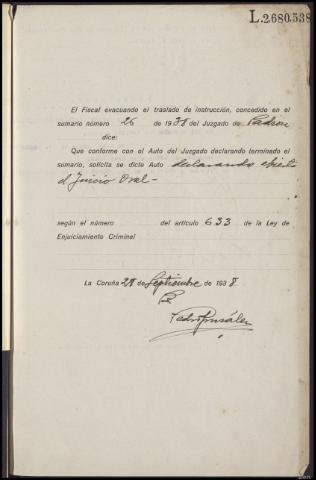 L.2680.538
El Fiscal evacuando el traslado de instrucción, concedido en el
sumario número 26 de 1938 del Juzgado de Padron
dice:
Que conforme con el Auto del Juzgado declarando terminado el
sumario, solicita se dicte Auto declarando abierto
el Juicio Oral-
según el número del artículo 633 de la Ley de
Enjuiciamiento Criminal
La Coruña 28 de Septiembre de 1938.